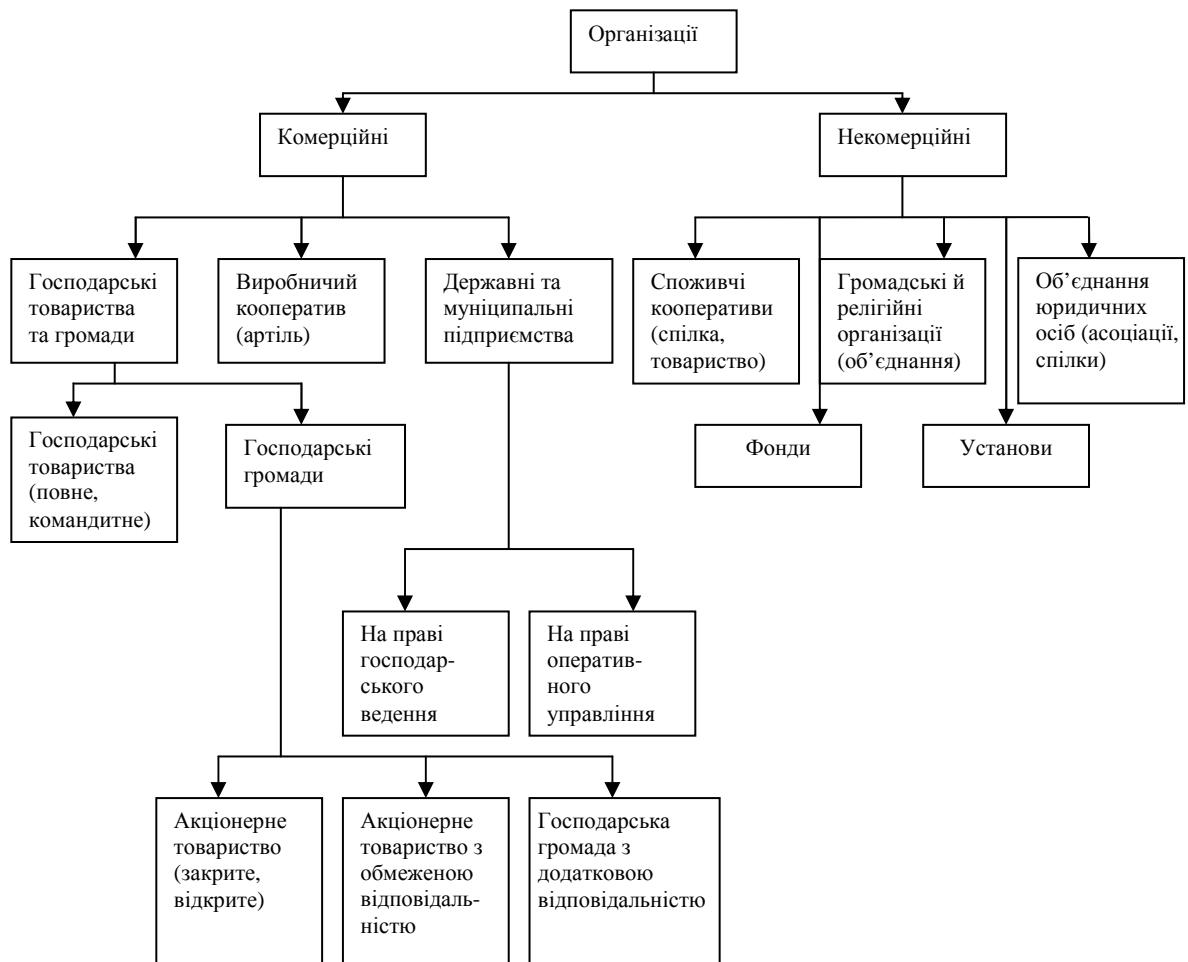 Організації
Комерційні
Некомерційні
Господарські
товариства
та громади
Виробничий
кооператив
(артіль)
Державні та
муніципальні
підприємства
Споживчі
кооперативи
(спілка,
товариство)
Громадські й
релігійні
організації
(об’єднання)
Об’єднання
юридичних
осіб (асоціації,
спілки)
Господарські
товариства
(повне,
командитне)
Господарські
громади
Фонди
Установи
На праві
господар-
ського
ведення
На праві
оператив-
ного
управління
Акціонерне
товариство
(закрите,
відкрите)
Акціонерне
товариство з
обмеженою
відповідаль-
ністю
Господарська
громада з
додатковою
відповідальністю